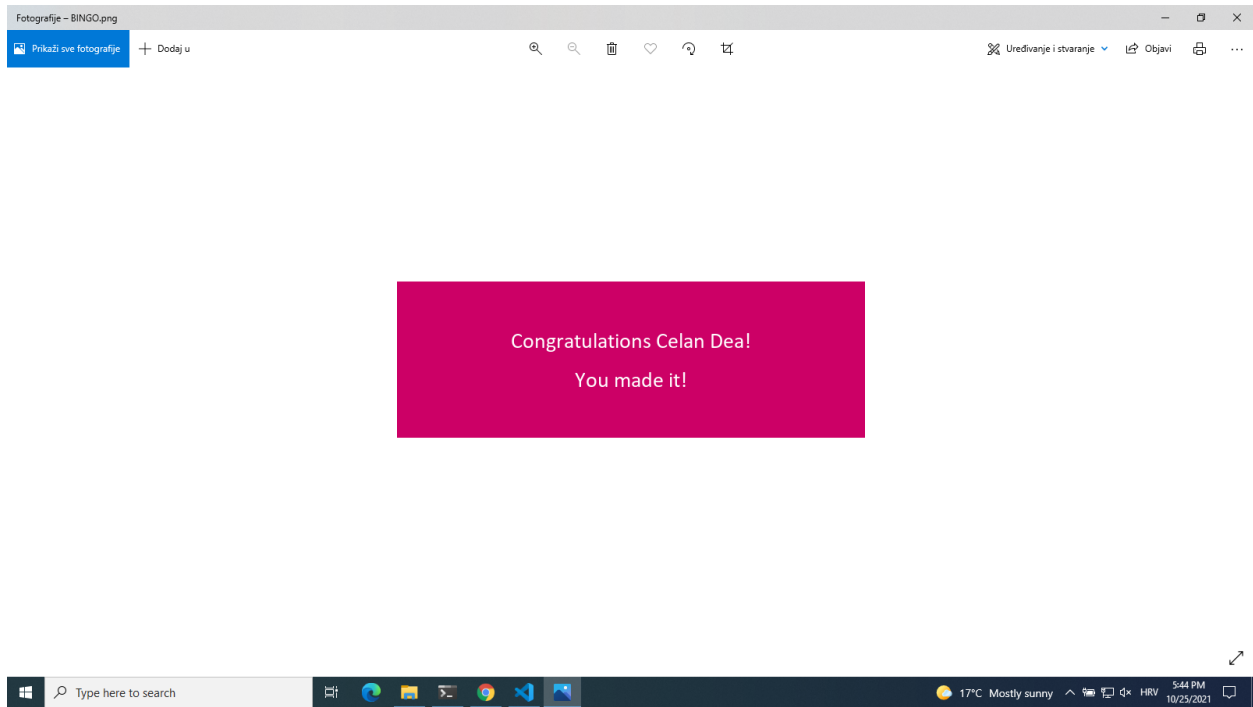 Fotografije – BINGO.png
Prikaži sve fotografije
Dodaj u
Uređivanje i stvaranje
Objavi
Congratulations Celan Dea!
You made it!
Type here to search
17°C Mostly sunny
HRV
5:44 PM
10/25/2021